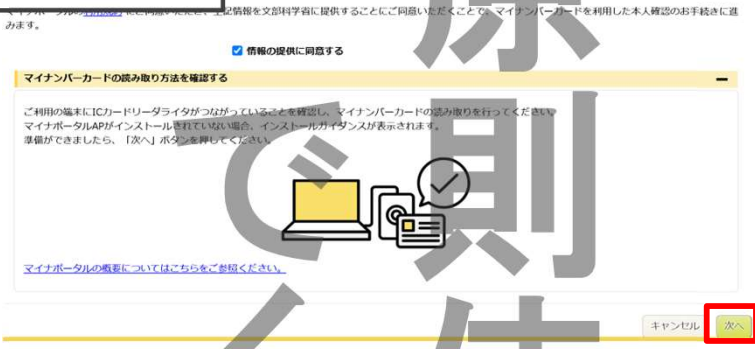 にご同意いただき、上記情報を文部科学省に提供することにご同意いただくことで、マイナンバーカードを利用した本人確認のお手続きに進
みます。
情報の提供に同意する
マイナンバーカードの読み取り方法を確認する
ご利用の端末にICカードリーダライタがつながっていることを確認し、マイナンバーカードの読み取りを行ってください。
マイナポータルAPがインストールされていない場合、インストールガイダンスが表示されます。
準備ができましたら、「次へ」ボタンを押してください。
マイナポータルの概要についてはこちらをご参照ください。
キャンセル 次へ
則
で